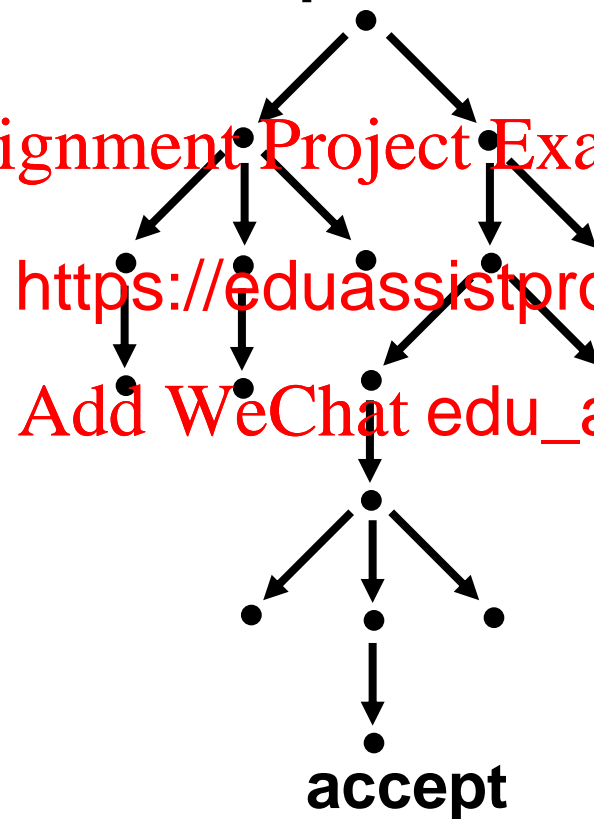 ignment Project Exa
https://eduassistpro
Add WeChat edu_a
accept